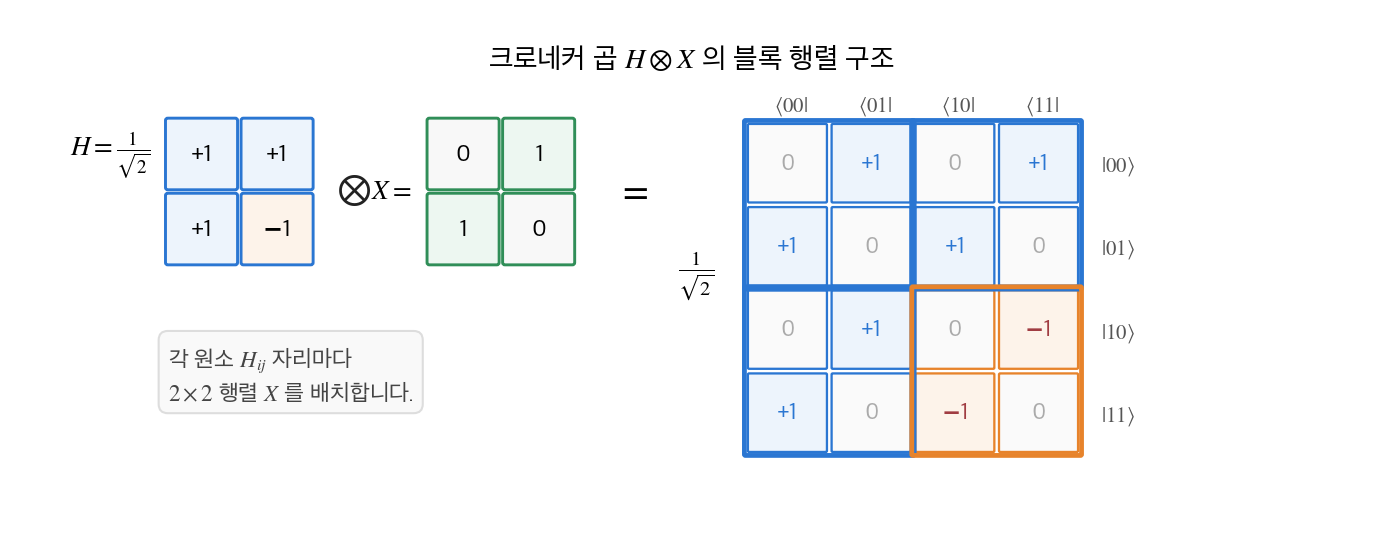 크로네커 곱 H⊗X 의 블록 행렬 구조
H = 1/√2
+1 +1
+1 −1
⊗ X =
0 1
1 0
=
1/√2
⟨00| ⟨01| ⟨10| ⟨11|
0 +1 0 +1 |00⟩
+1 0 +1 0 |01⟩
0 +1 0 −1 |10⟩
+1 0 −1 0 |11⟩
각 원소 H_{ij} 자리마다
2×2 행렬 X 를 배치합니다.